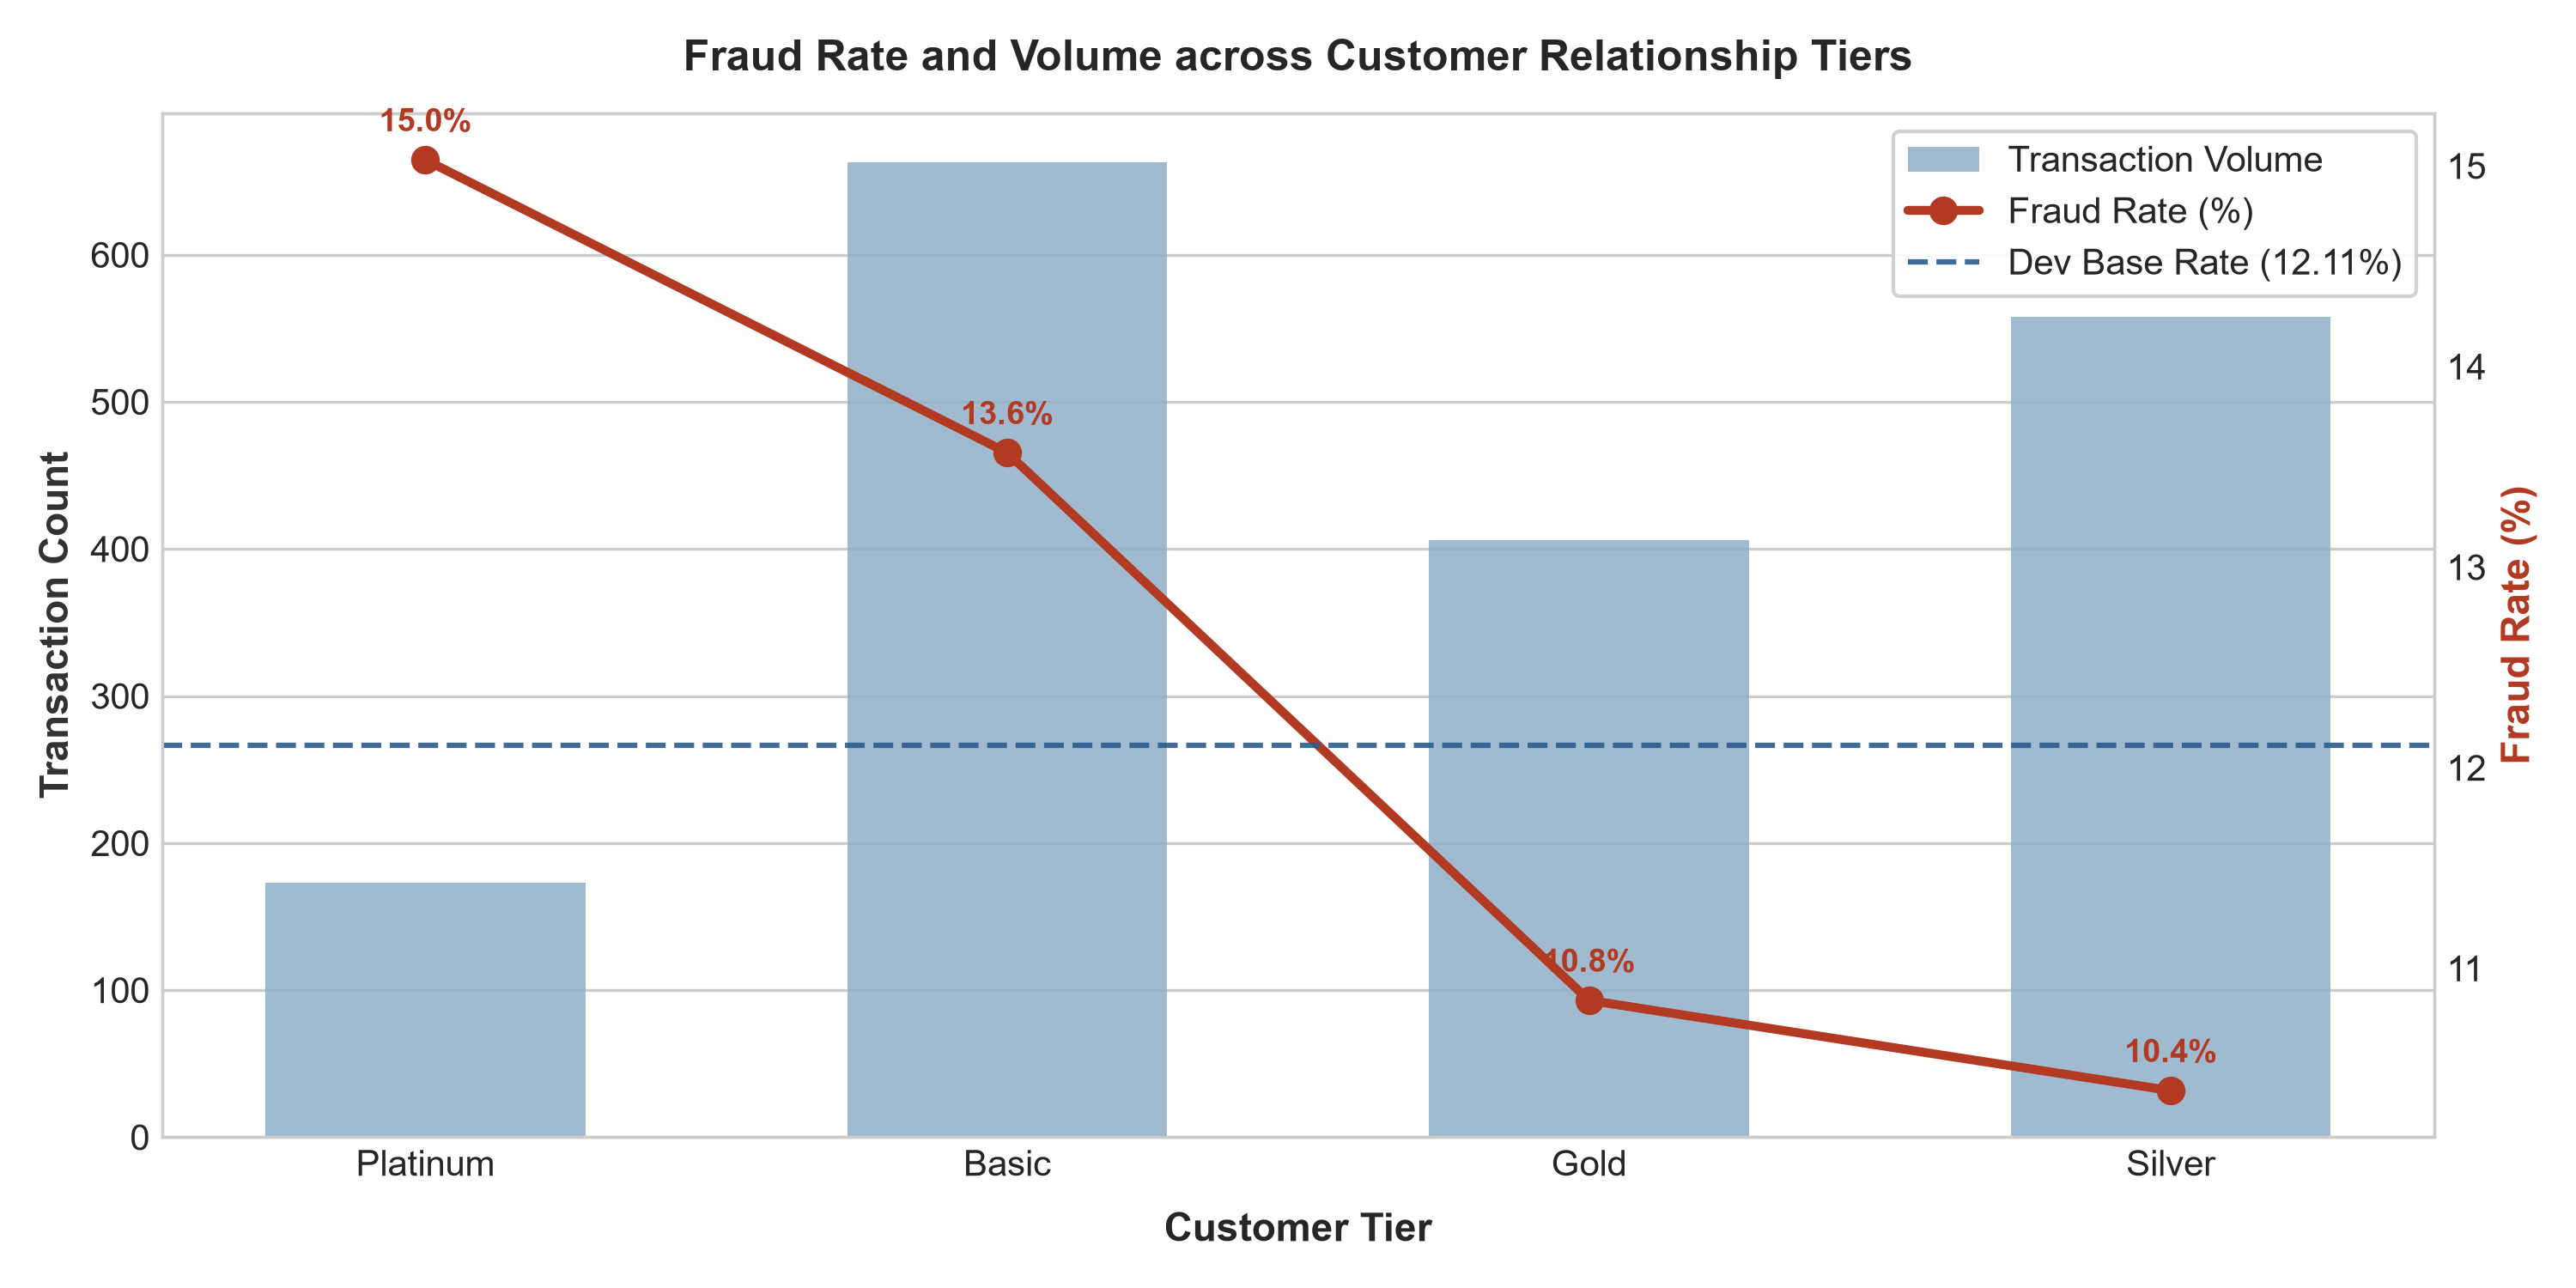 Fraud Rate and Volume across Customer Relationship Tiers
Transaction Count
600
500
400
300
200
100
0
15.0%
13.6%
10.8%
10.4%
Transaction Volume
Fraud Rate (%)
Dev Base Rate (12.11%)
15
14
13
12
11
Fraud Rate (%)
Platinum
Basic
Gold
Silver
Customer Tier